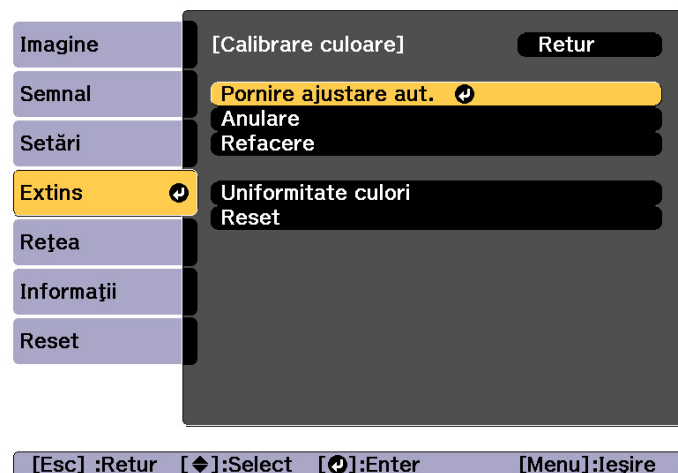 Imagine
Semnal
Setări
Extins
Reţea
Informaţii
Reset
[Calibrare culoare] Retur
Pornire ajustare aut.
Anulare
Refacere
Uniformitate culori
Reset
[Esc] :Retur [◆]:Select [↵]:Enter [Menu]:Ieşire